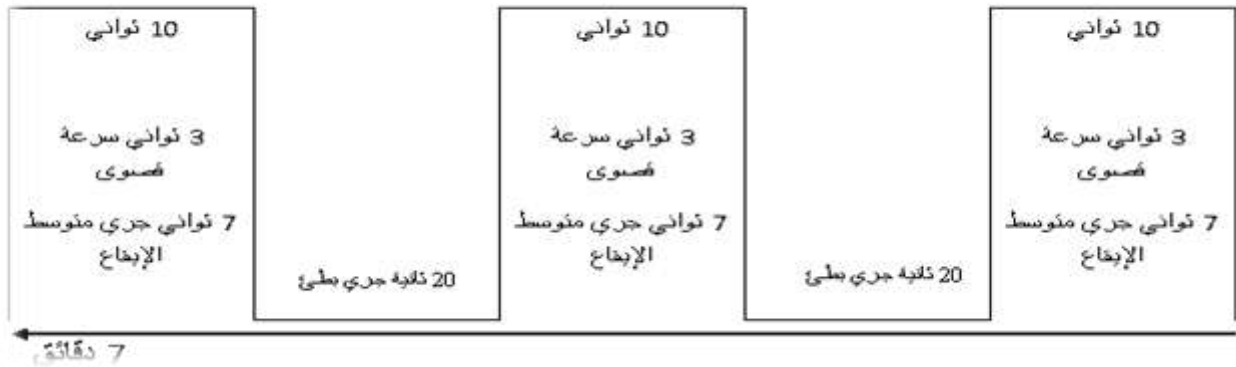 10 ثواني
3 ثواني سرعة
قصوى
7 ثواني جري متوسط
الإيقاع
20 ثانية جري بطئ
10 ثواني
3 ثواني سرعة
قصوى
7 ثواني جري متوسط
الإيقاع
20 ثانية جري بطئ
10 ثواني
3 ثواني سرعة
قصوى
7 ثواني جري متوسط
الإيقاع
7 دقائق